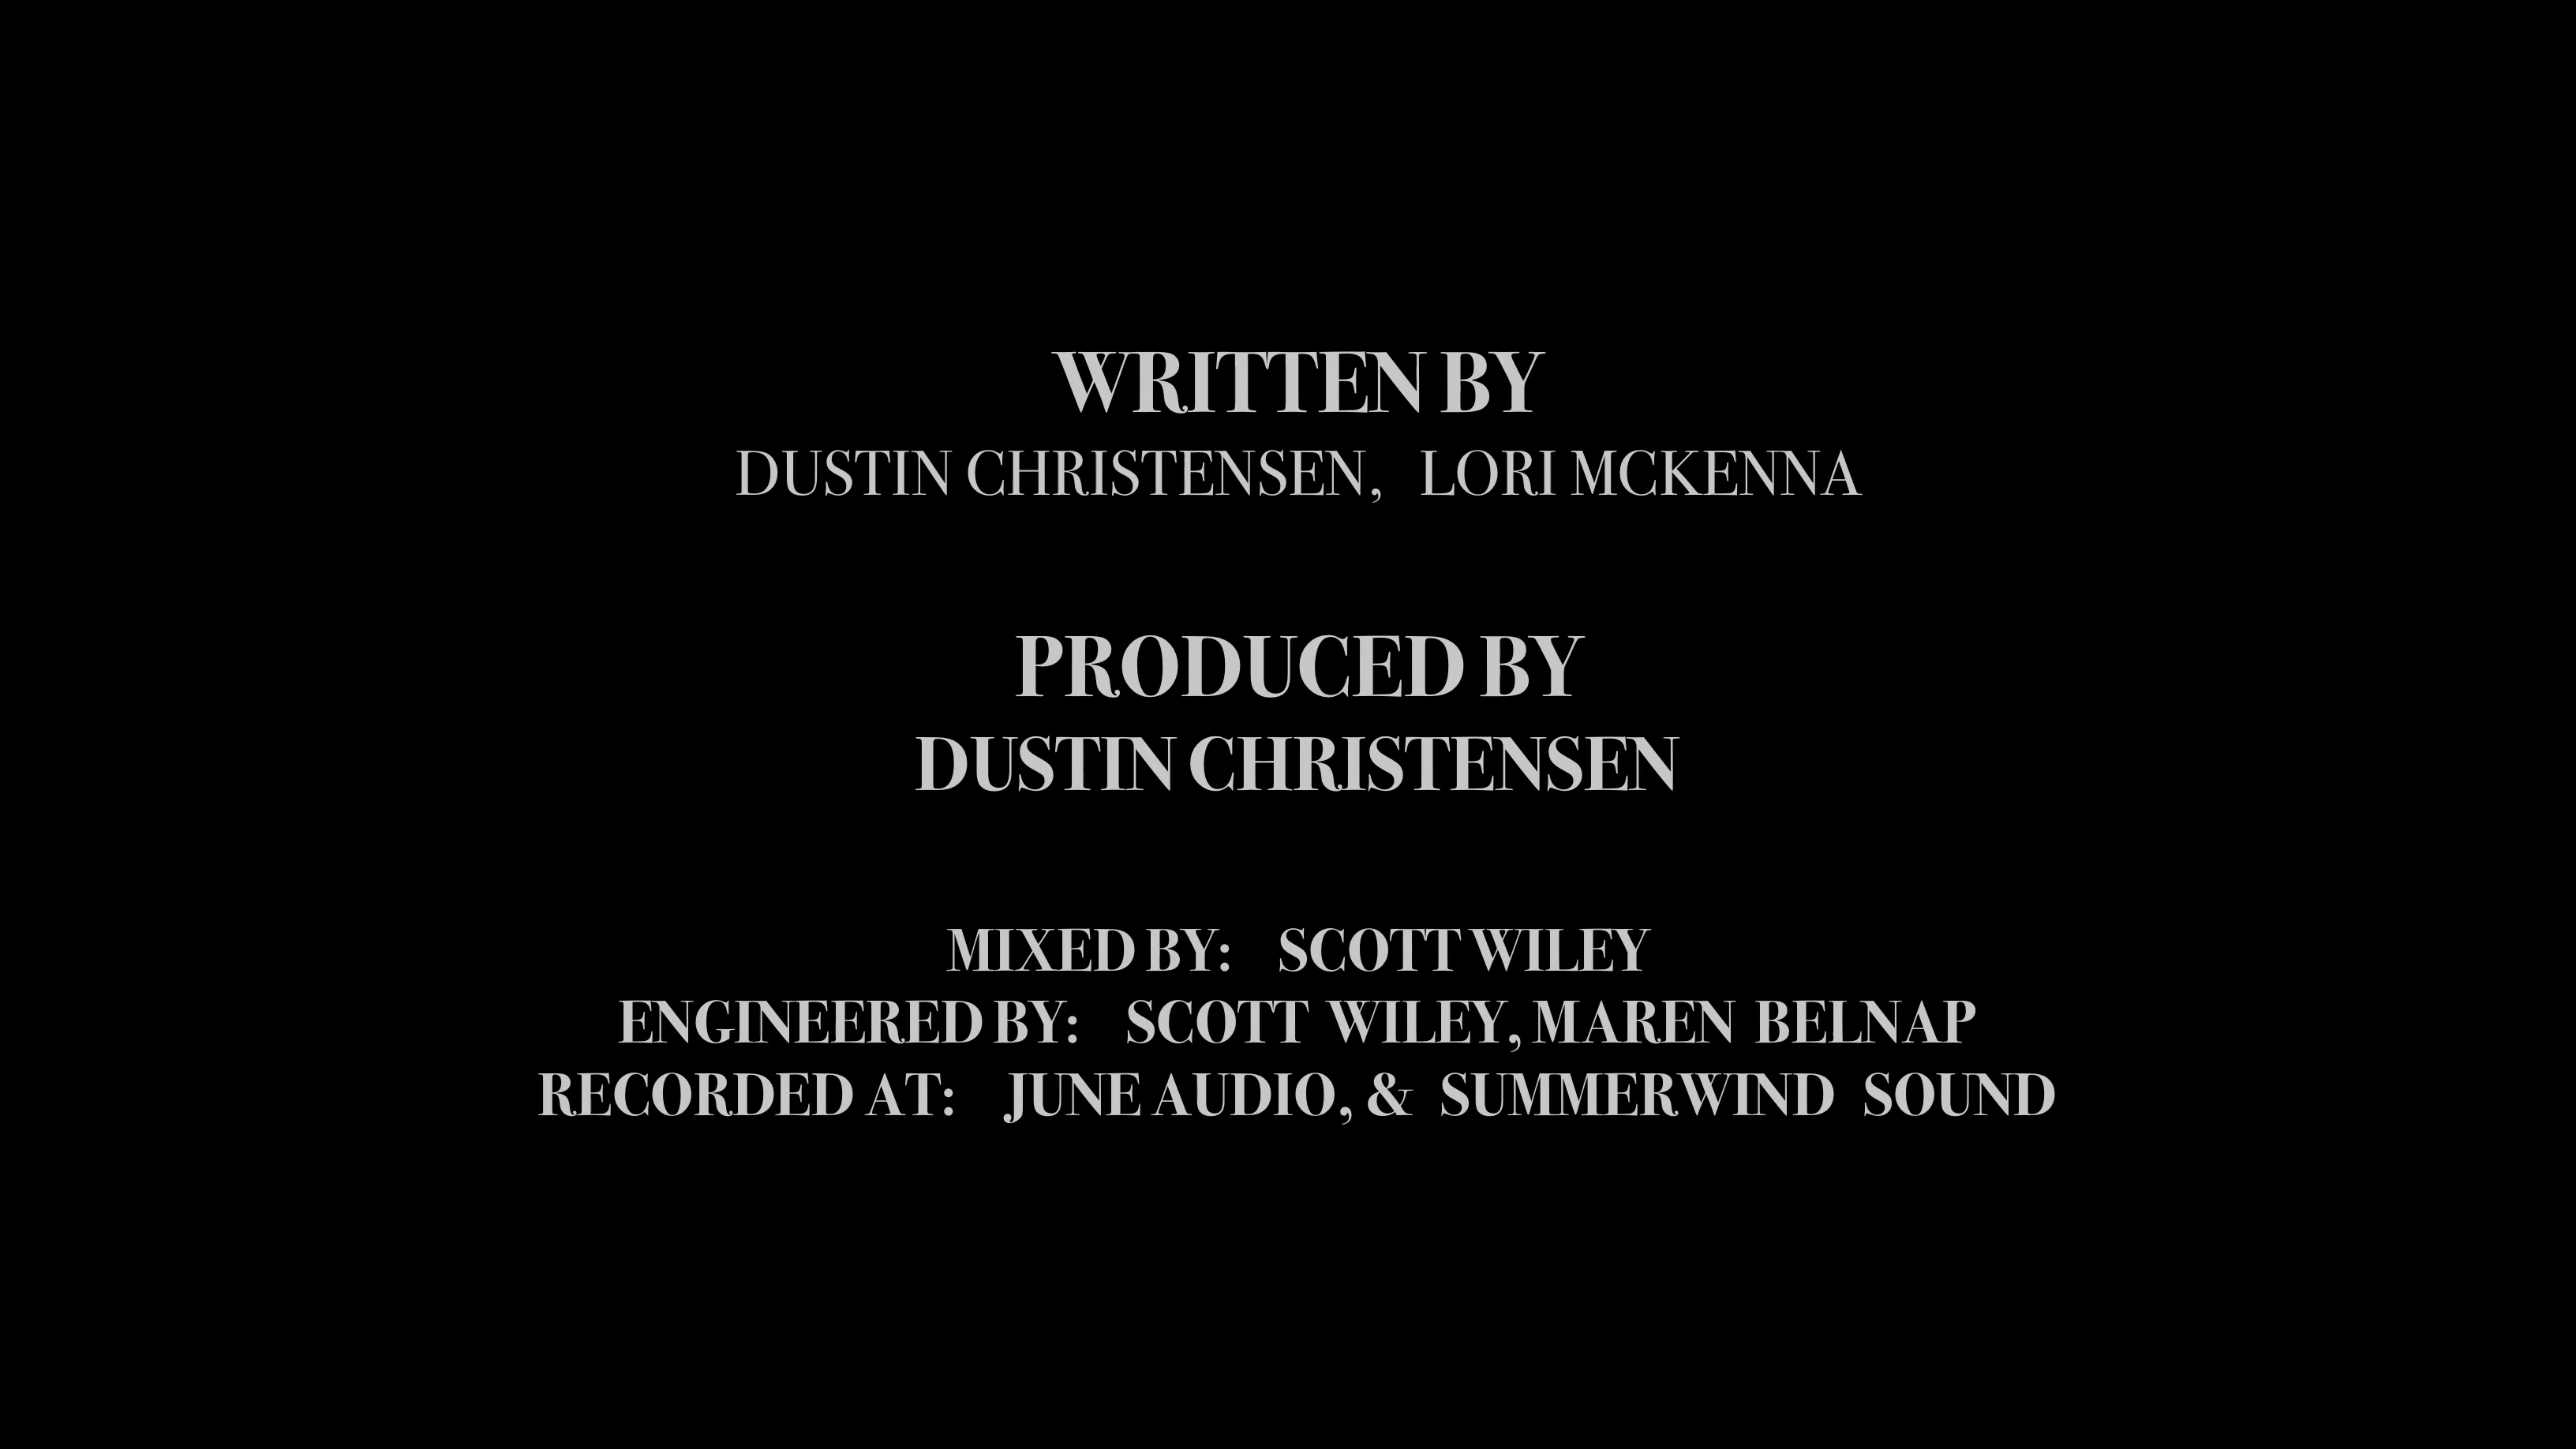 WRITTEN BY
DUSTIN CHRISTENSEN, LORI MCKENNA
PRODUCED BY
DUSTIN CHRISTENSEN
MIXED BY: SCOTT WILEY
ENGINEERED BY: SCOTT WILEY, MAREN BELNAP
RECORDED AT: JUNE AUDIO, & SUMMERWIND SOUND